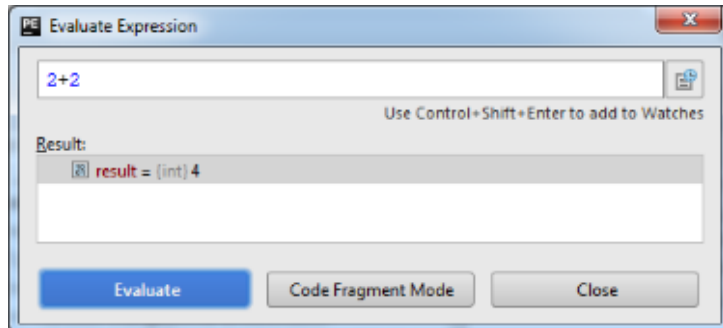 PE Evaluate Expression
2+2
Use Control+Shift+Enter to add to Watches
Result:
result = {int} 4
Evaluate Code Fragment Mode Close